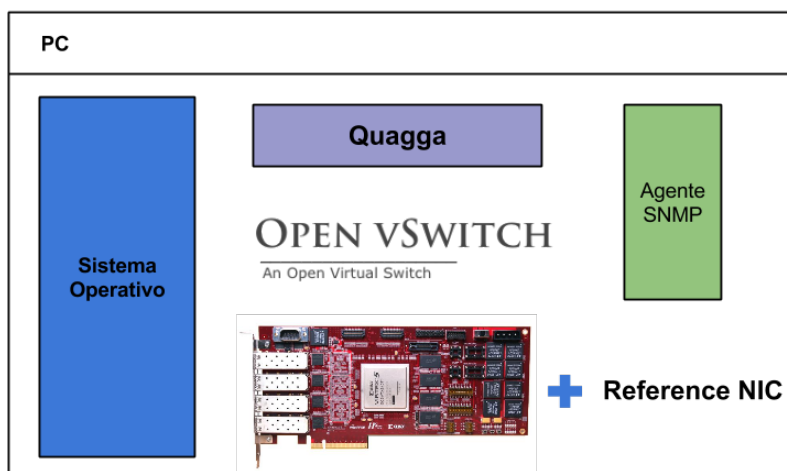 PC
Quagga
Agente
SNMP
OPEN VSWITCH
An Open Virtual Switch
Sistema
Operativo
Reference NIC